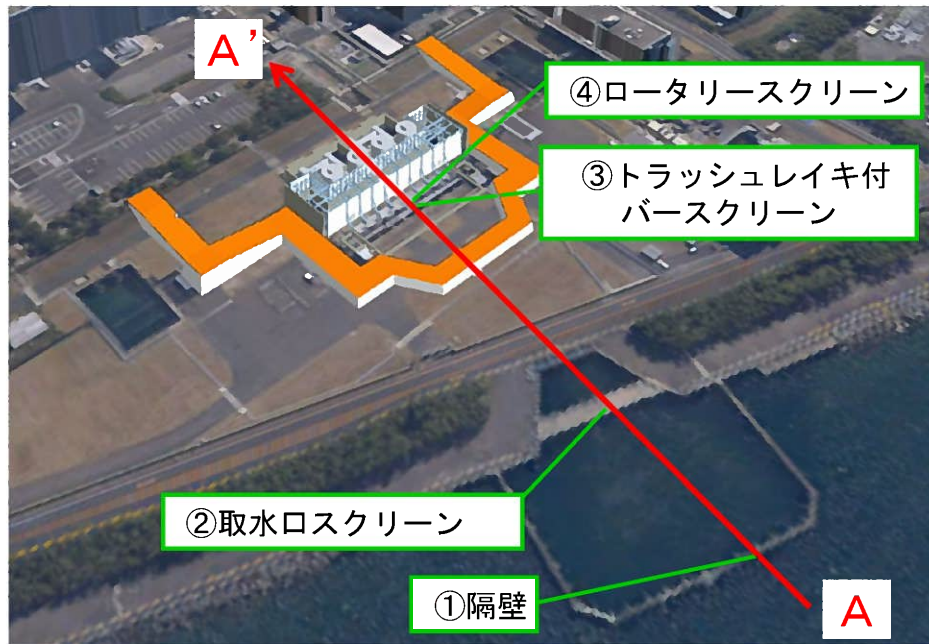 A’
④ロータリースクリーン
③トラッシュレイキ付
バースクリーン
②取水口スクリーン
①隔壁
A